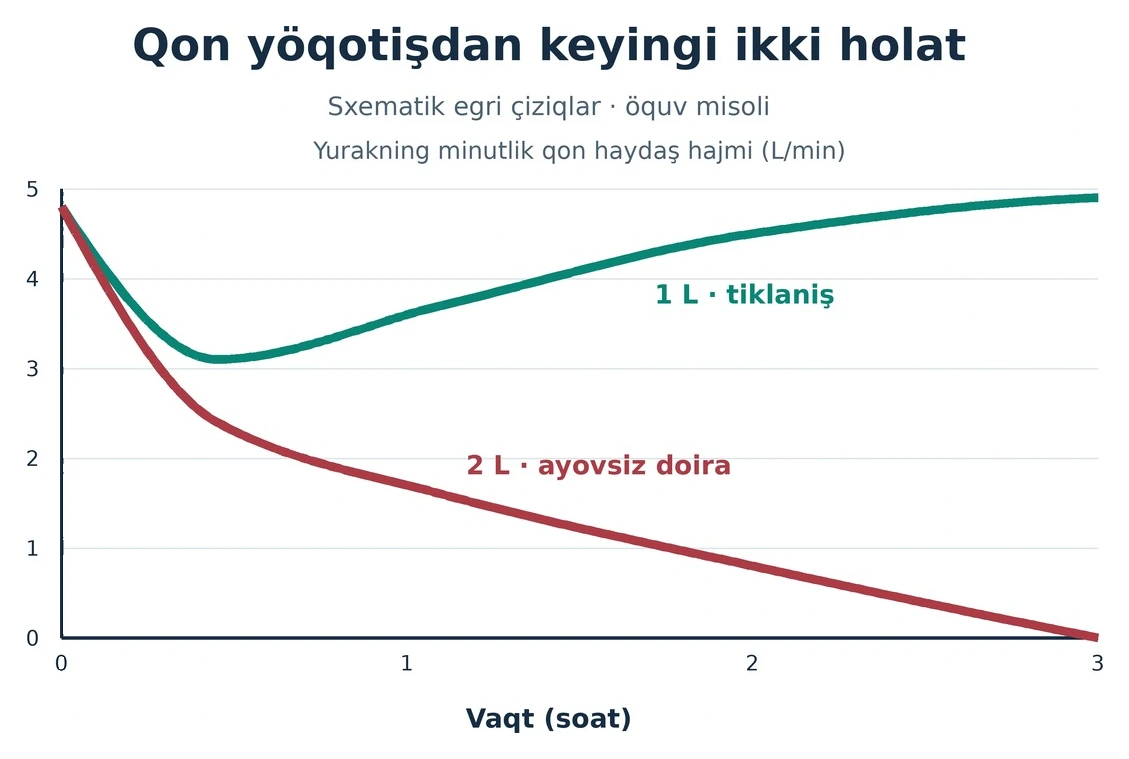 Qon yöqotişdan keyingi ikki holat
Sxematik egri çiziqlar · öquv misoli
Yurakning minutlik qon haydaş hajmi (L/min)
5
4
1 L · tiklaniş
3
2
2 L · ayovsiz doira
1
0
0 1 2 3
Vaqt (soat)